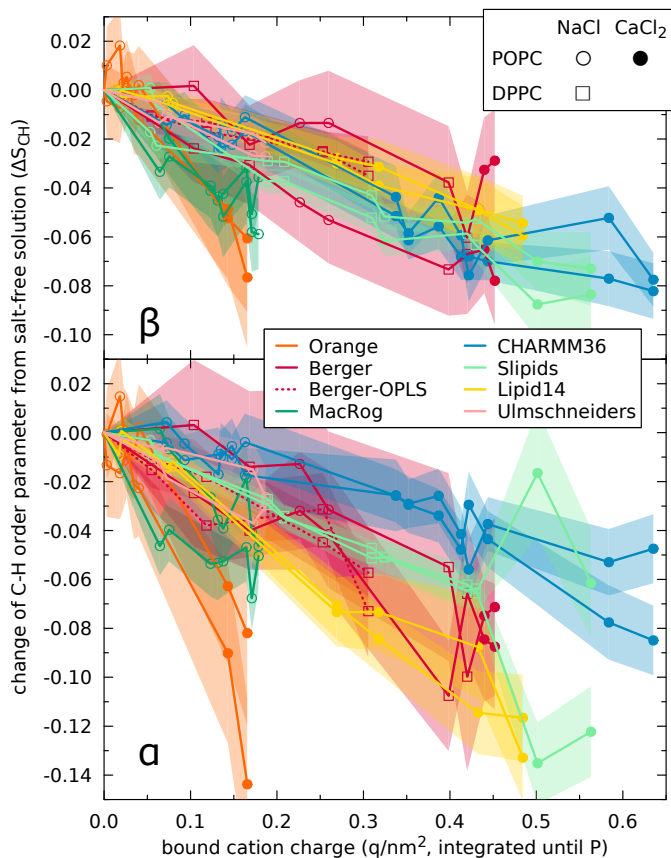 NaCl CaCl2
POPC
DPPC
0.02
0.00
-0.02
-0.04
-0.06
-0.08
-0.10
β
Orange CHARMM36
Berger Slipids
Berger-OPLS Lipid14
MacRog Ulmschneiders
0.02
0.00
-0.02
-0.04
-0.06
-0.08
-0.10
-0.12
-0.14
α
change of C-H order parameter from salt-free solution (ΔSCH)
0.0 0.1 0.2 0.3 0.4 0.5 0.6
bound cation charge (q/nm², integrated until P)